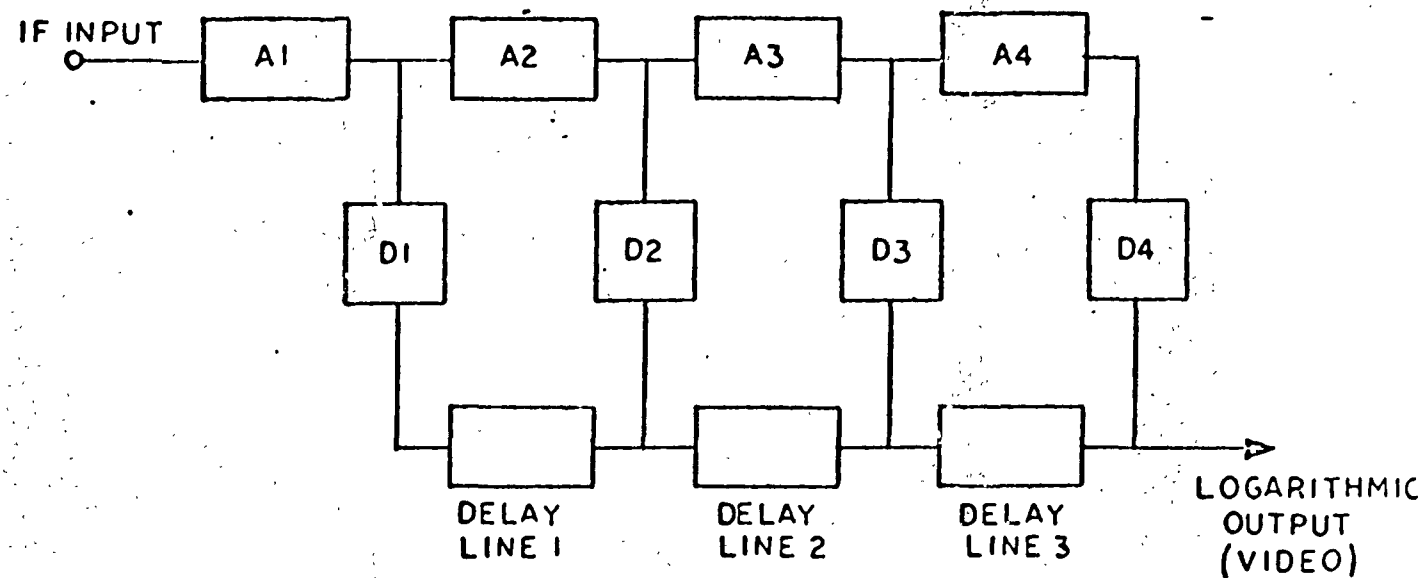 IF INPUT
A1
A2
A3
A4
D1
D2
D3
D4
DELAY
LINE 1
DELAY
LINE 2
DELAY
LINE 3
LOGARITHMIC
OUTPUT
(VIDEO)